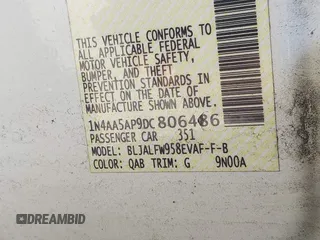 THIS VEHICLE CONFORMS TO
ALL APPLICABLE FEDERAL
MOTOR VEHICLE SAFETY,
BUMPER, AND THEFT
PREVENTION STANDARDS IN
EFFECT ON THE DATE OF
MANUFACTURE SHOWN ABOVE.
1N4AA5AP9DC806486
PASSENGER CAR 351
MODEL: BLJALFW958EVAF-F-B
COLOR: QAB TRIM: G 9N00A
DREAMBID